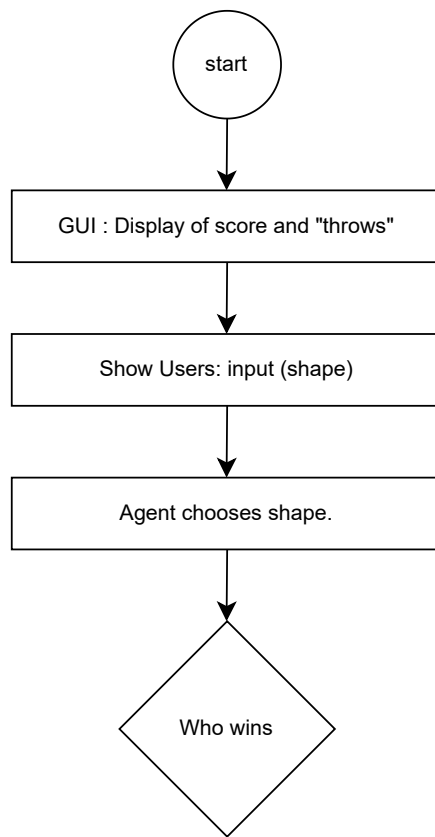 start
GUI : Display of score and "throws"
Show Users: input (shape)
Agent chooses shape.
Who wins